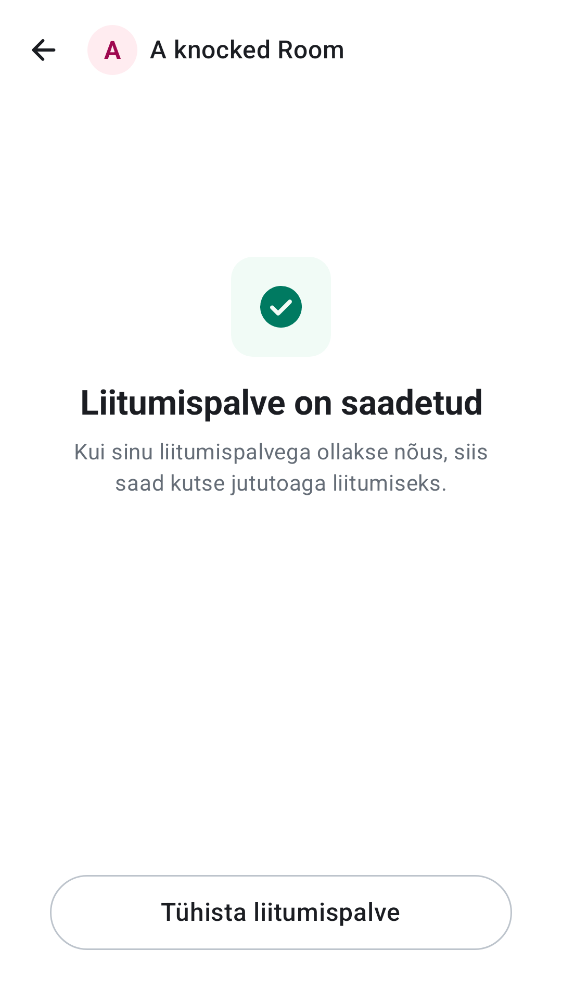 A A knocked Room
Liitumispalve on saadetud
Kui sinu liitumispalvega ollakse nõus, siis
saad kutse jututoaga liitumiseks.
Tühista liitumispalve